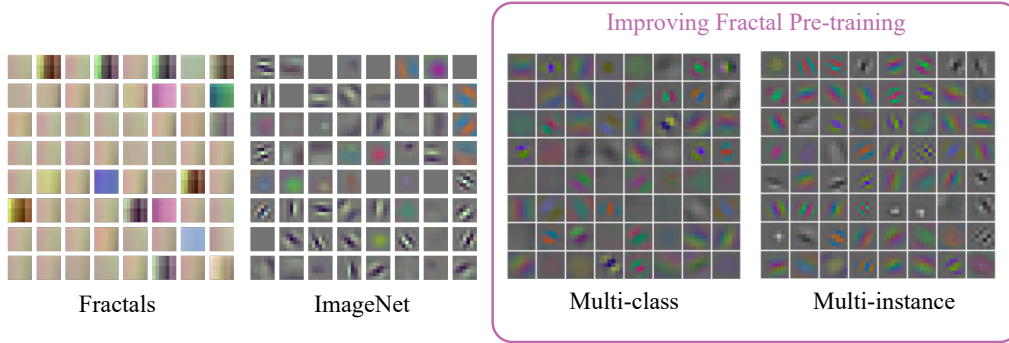 Improving Fractal Pre-training
Fractals
ImageNet
Multi-class
Multi-instance